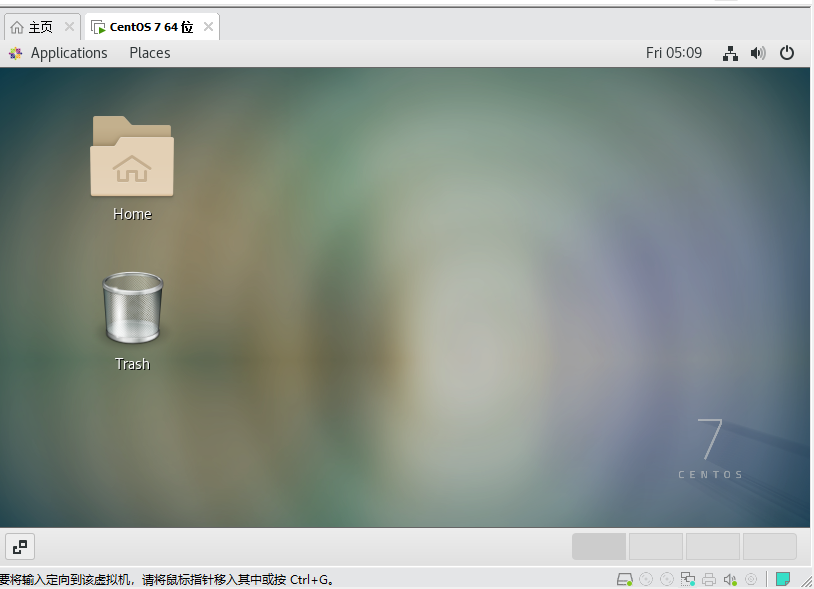 主页
CentOS 7 64 位
Applications Places Fri 05:09
Home
Trash
7
CENTOS
要将输入定向到该虚拟机，请将鼠标指针移入其中或按 Ctrl+G。